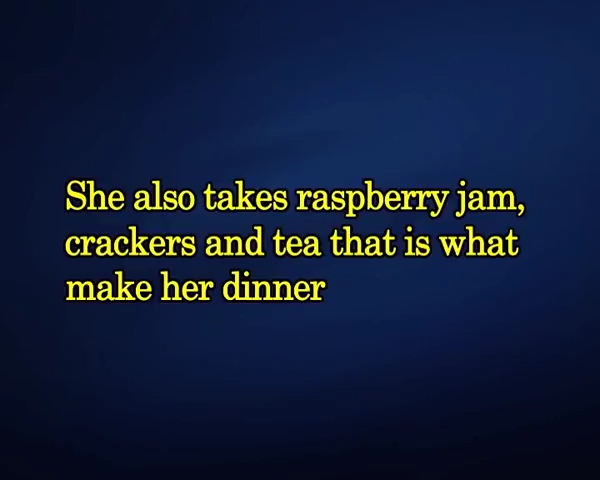 She also takes raspberry jam,
crackers and tea that is what
make her dinner